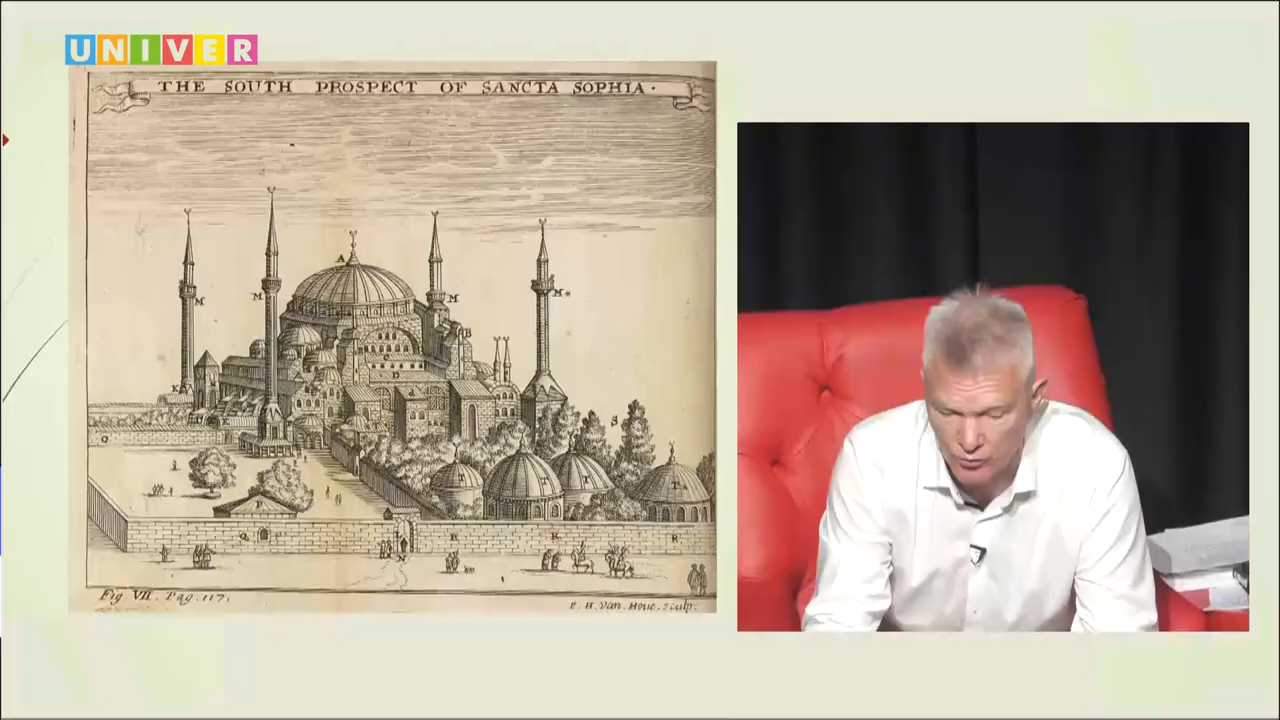 UNIVER
THE SOUTH PROSPECT OF SANCTA SOPHIA.
A
M
M
M
M
B
C
D
K
E
S
Q
Q
R
R
R
Fig. VII. Pag. 117.
F. H. van. Hove. sculp.